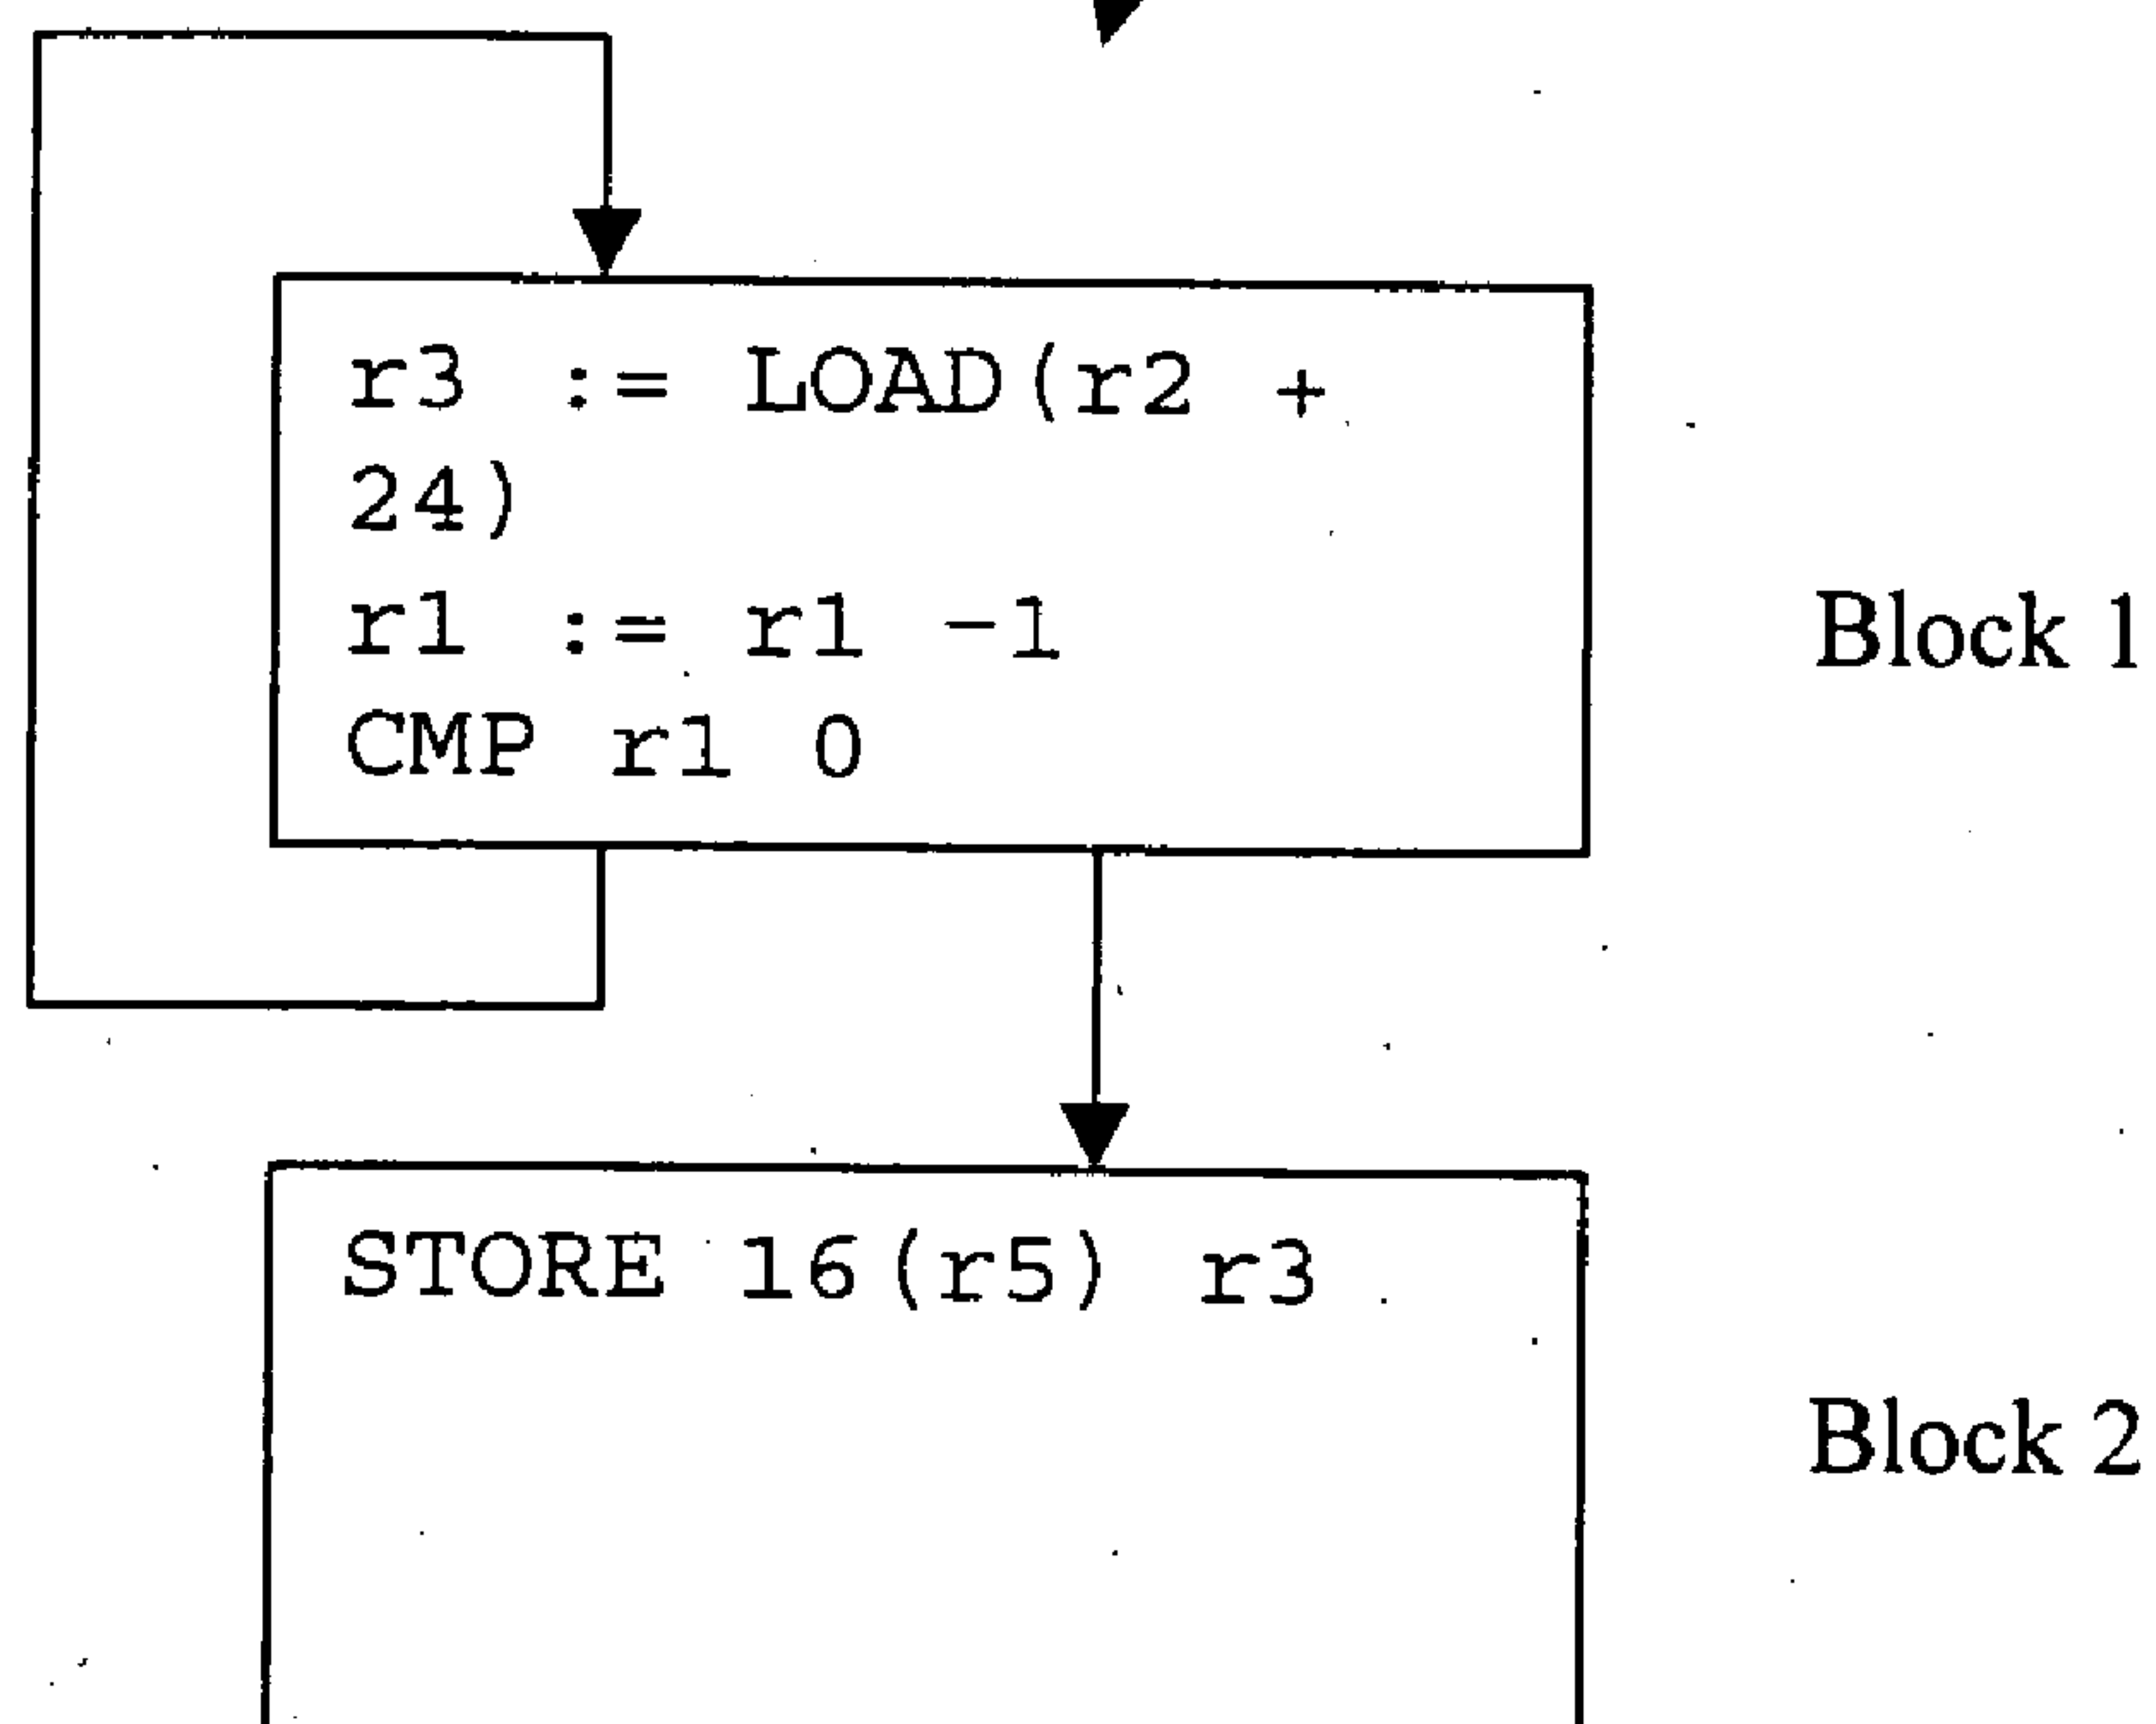 r3 := LOAD(r2 +
24)
r1 := r1 -1
CMP r1 0
Block 1
STORE 16(r5) r3
Block 2